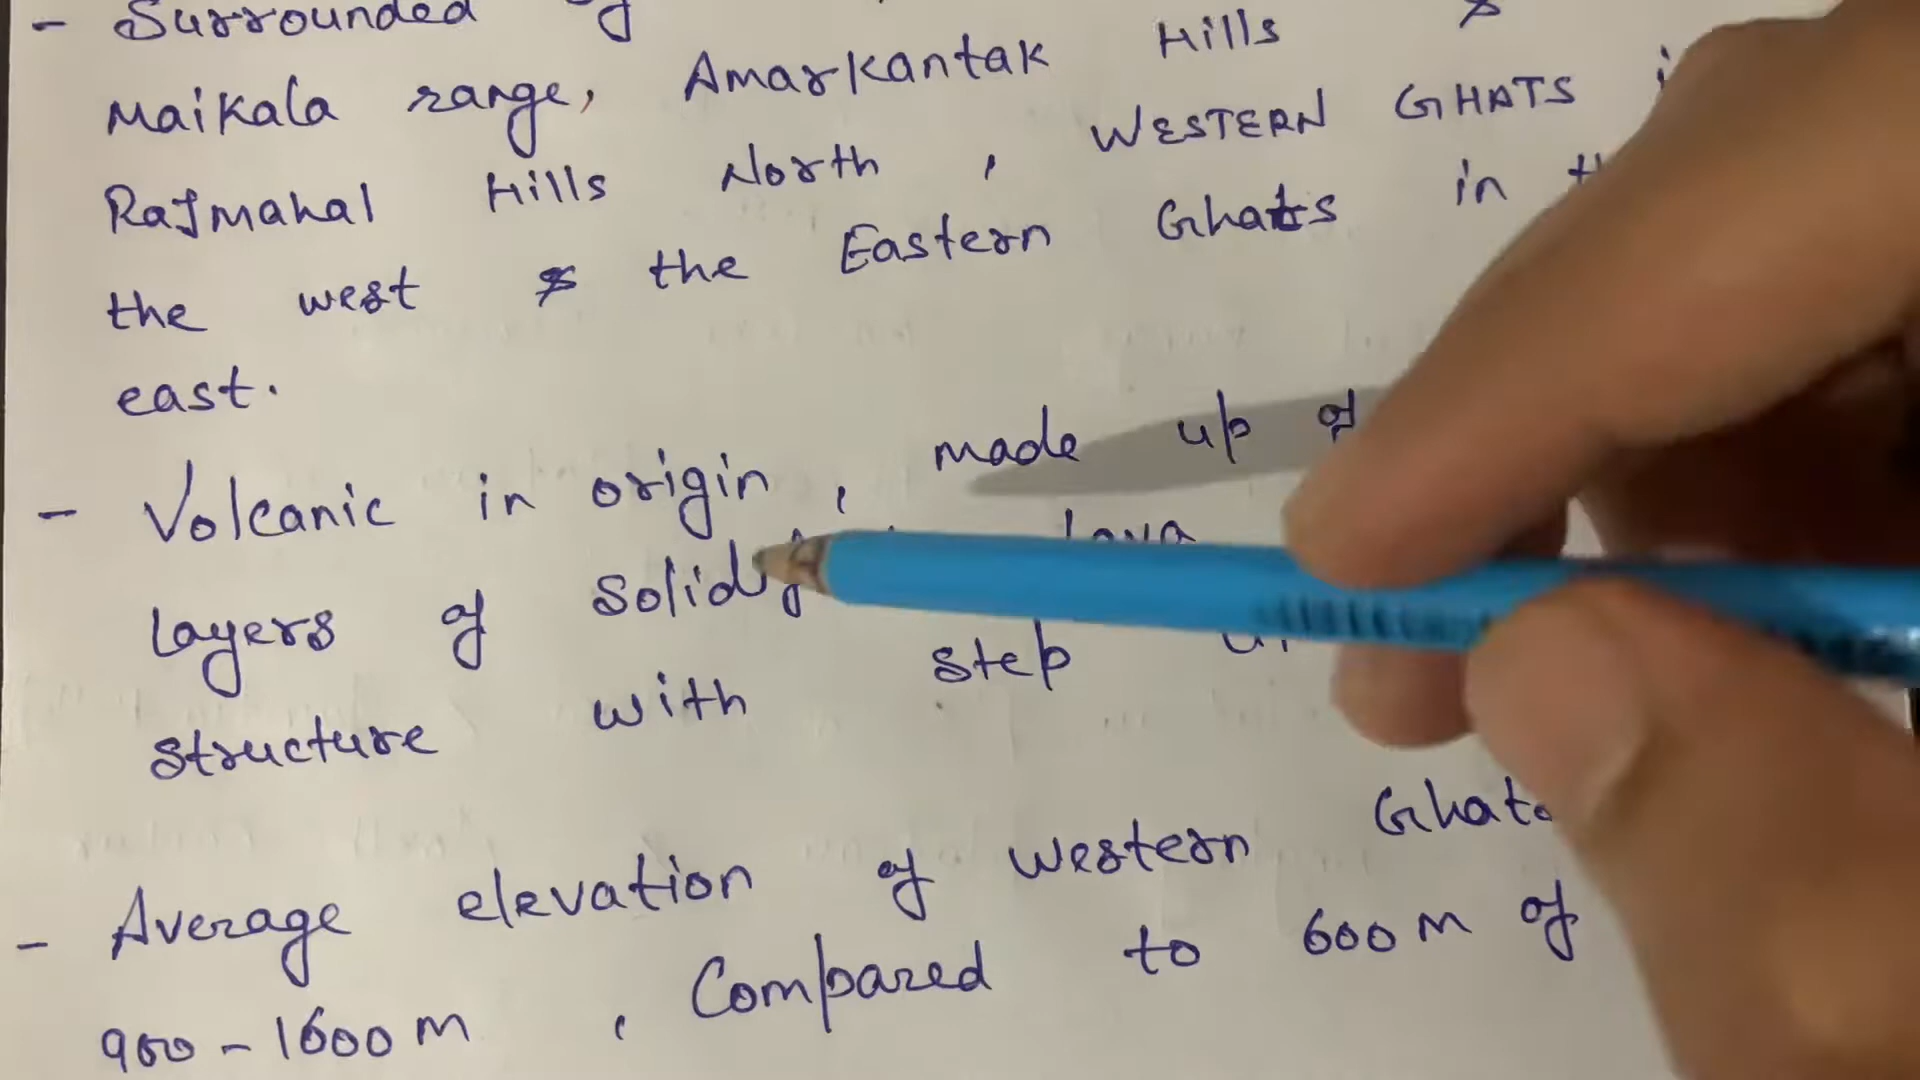 - Surrounded
Maikala range, Amarkantak Hills &
Rajmahal Hills North, WESTERN GHATS
the west & the Eastern Ghats in
east.
- Volcanic in origin, made up of
layers of lava
structure with step
- Average elevation of western Ghats
900-1600 m, Compared to 600 m of